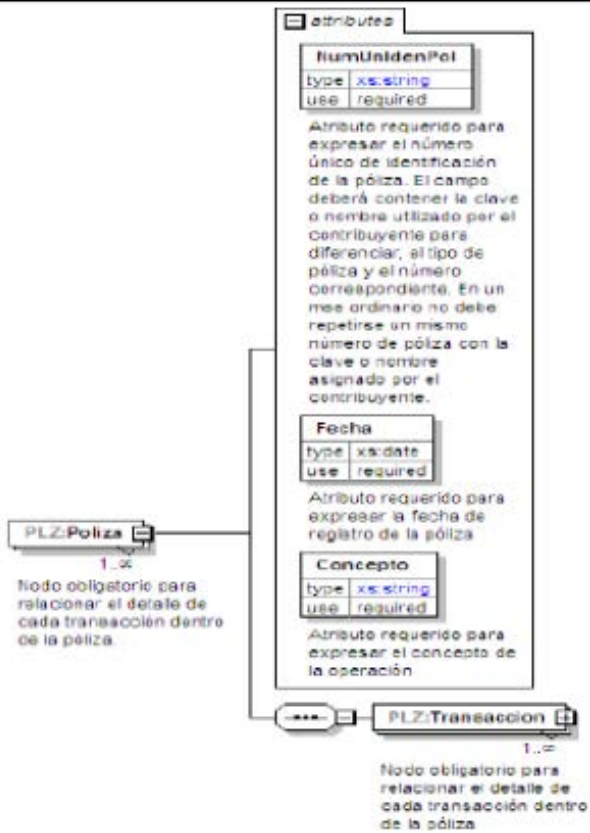 attributes
NumUnIdenPol
type xs:string
use required
Atributo requerido para
expresar el número
único de identificación
de la póliza. El campo
deberá contener la clave
o nombre utilizado por el
contribuyente para
diferenciar, el tipo de
póliza y el número
correspondiente. En un
mes ordinario no debe
repetirse un mismo
número de póliza con la
clave o nombre
asignado por el
contribuyente.
Fecha
type xs:date
use required
Atributo requerido para
expresar la fecha de
registro de la póliza
PLZ:Poliza
1..∞
Nodo obligatorio para
relacionar el detalle de
cada transacción dentro
de la póliza.
Concepto
type xs:string
use required
Atributo requerido para
expresar el concepto de
la operación
PLZ:Transaccion
1..∞
Nodo obligatorio para
relacionar el detalle de
cada transacción dentro
de la póliza